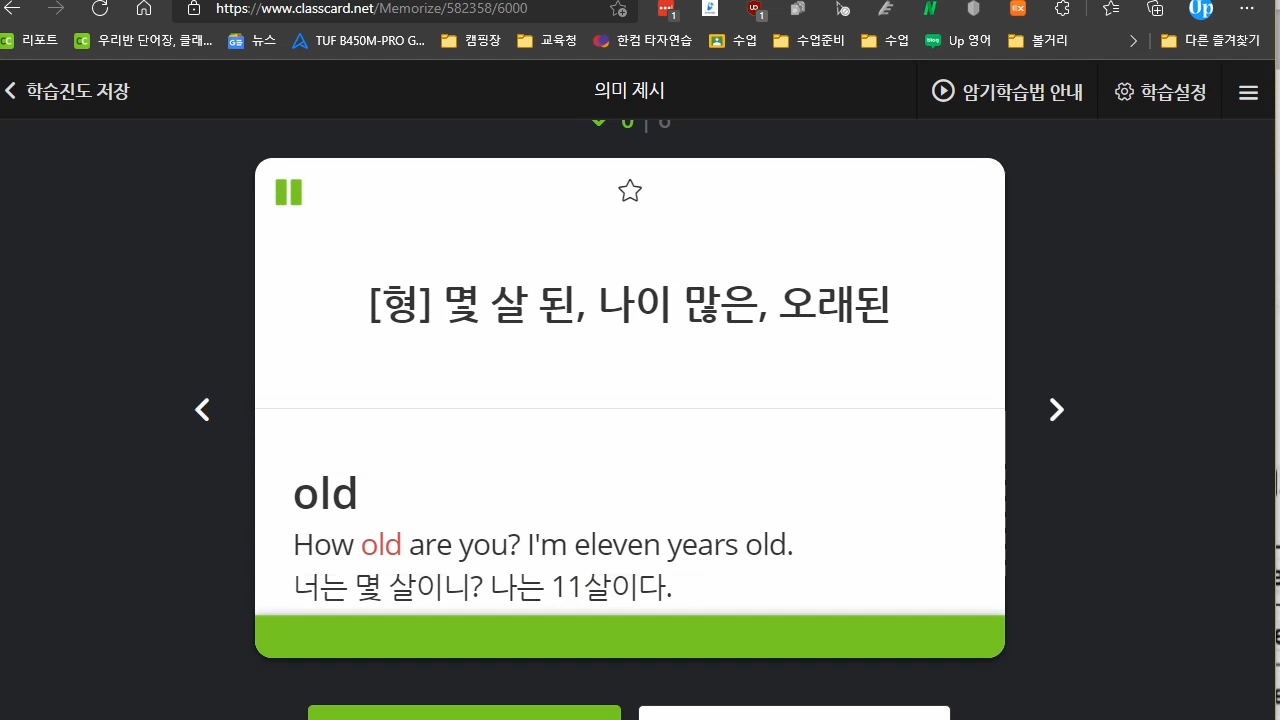 https://www.classcard.net/Memorize/582358/6000
리포트 우리반 단어장, 클래... 뉴스 TUF B450M-PRO G... 캠핑장 교육청 한컴 타자연습 수업 수업준비 수업 Up 영어 볼거리 다른 즐겨찾기
학습진도 저장 의미 제시 암기학습법 안내 학습설정
0 | 6
[형] 몇 살 된, 나이 많은, 오래된
old
How old are you? I'm eleven years old.
너는 몇 살이니? 나는 11살이다.